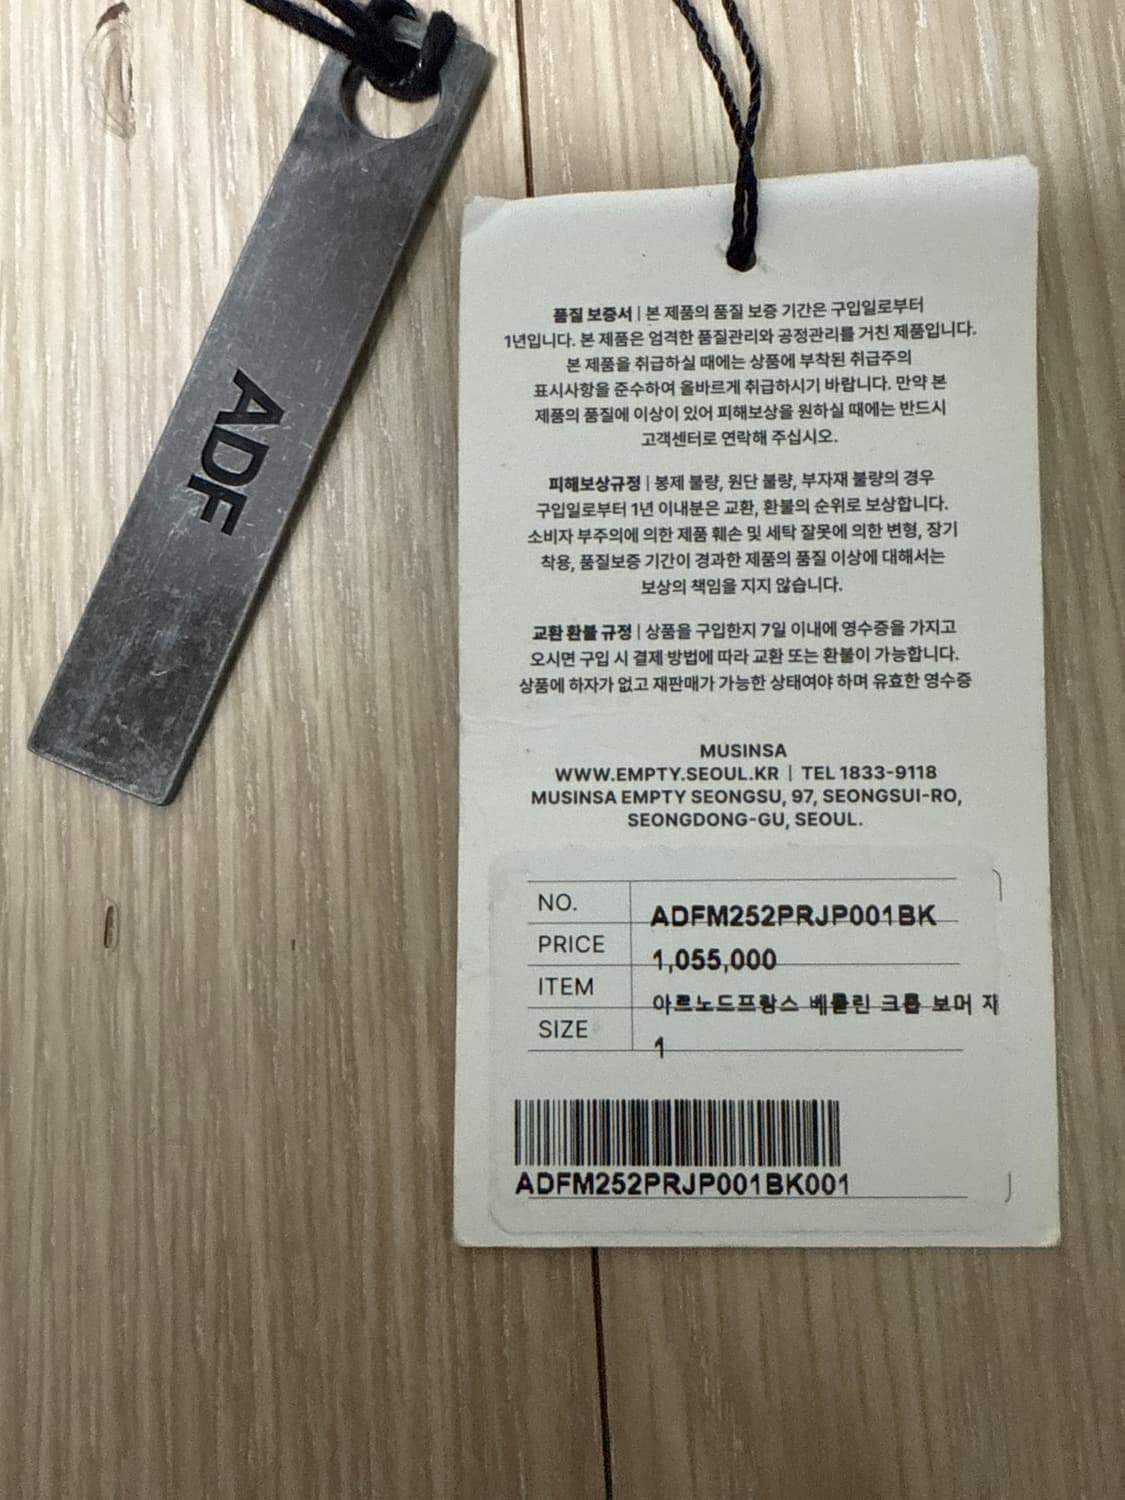 ADF
품질 보증서 | 본 제품의 품질 보증 기간은 구입일로부터
1년입니다. 본 제품은 엄격한 품질관리와 공정관리를 거친 제품입니다.
본 제품을 취급하실 때에는 상품에 부착된 취급주의
표시사항을 준수하여 올바르게 취급하시기 바랍니다. 만약 본
제품의 품질에 이상이 있어 피해보상을 원하실 때에는 반드시
고객센터로 연락해 주십시오.
피해보상규정 | 봉제 불량, 원단 불량, 부자재 불량의 경우
구입일로부터 1년 이내분은 교환, 환불의 순위로 보상합니다.
소비자 부주의에 의한 제품 훼손 및 세탁 잘못에 의한 변형, 장기
착용, 품질보증 기간이 경과한 제품의 품질 이상에 대해서는
보상의 책임을 지지 않습니다.
교환 환불 규정 | 상품을 구입한지 7일 이내에 영수증을 가지고
오시면 구입 시 결제 방법에 따라 교환 또는 환불이 가능합니다.
상품에 하자가 없고 재판매가 가능한 상태여야 하며 유효한 영수증
MUSINSA
WWW.EMPTY.SEOUL.KR | TEL 1833-9118
MUSINSA EMPTY SEONGSU, 97, SEONGSUI-RO,
SEONGDONG-GU, SEOUL.
NO. ADFM252PRJP001BK
PRICE 1,055,000
ITEM 아르노드프랑스 베를린 크롭 보머 재
SIZE 1
ADFM252PRJP001BK001